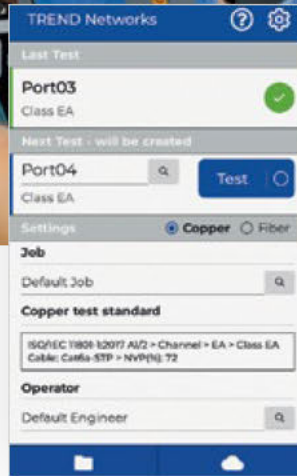 TREND Networks
Last Test
Port03
Class EA
Next Test - will be created
Port04
Test
Class EA
Settings
Copper
Fiber
Job
Default Job
Copper test standard
ISO/IEC 11801-1:2017 A1/2 > Channel > EA > Class EA
Cable: Cat6a-STP > NVP(%): 72
Operator
Default Engineer